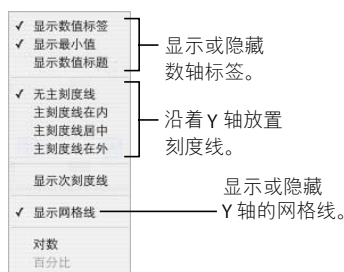 ✓ 显示数值标签
✓ 显示最小值
显示数值标题
显示或隐藏
数轴标签。
✓ 无主刻度线
主刻度线在内
主刻度线居中
主刻度线在外
沿着 Y 轴放置
刻度线。
显示次刻度线
✓ 显示网格线
显示或隐藏
Y 轴的网格线。
对数
百分比